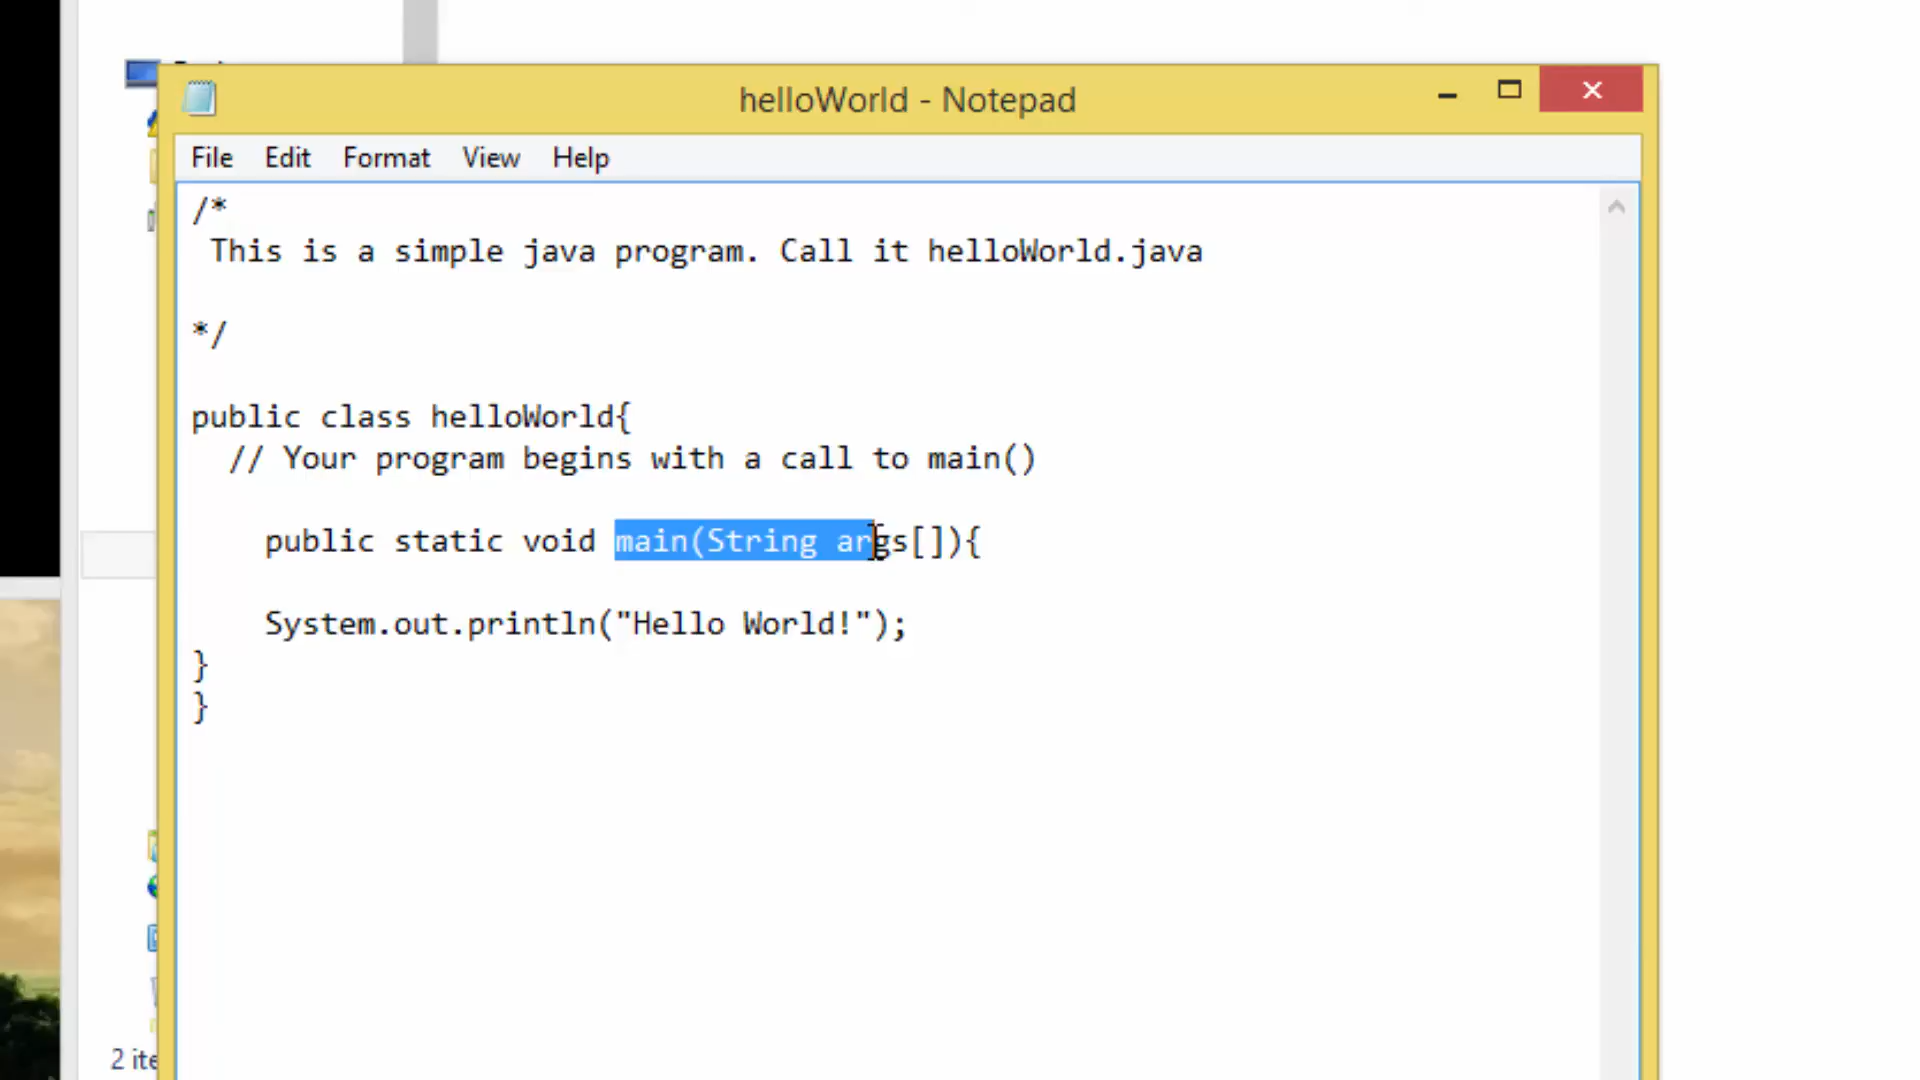 helloWorld - Notepad
File Edit Format View Help
/*
This is a simple java program. Call it helloWorld.java
*/
public class helloWorld{
// Your program begins with a call to main()
public static void main(String args[]){
System.out.println("Hello World!");
}
}
2